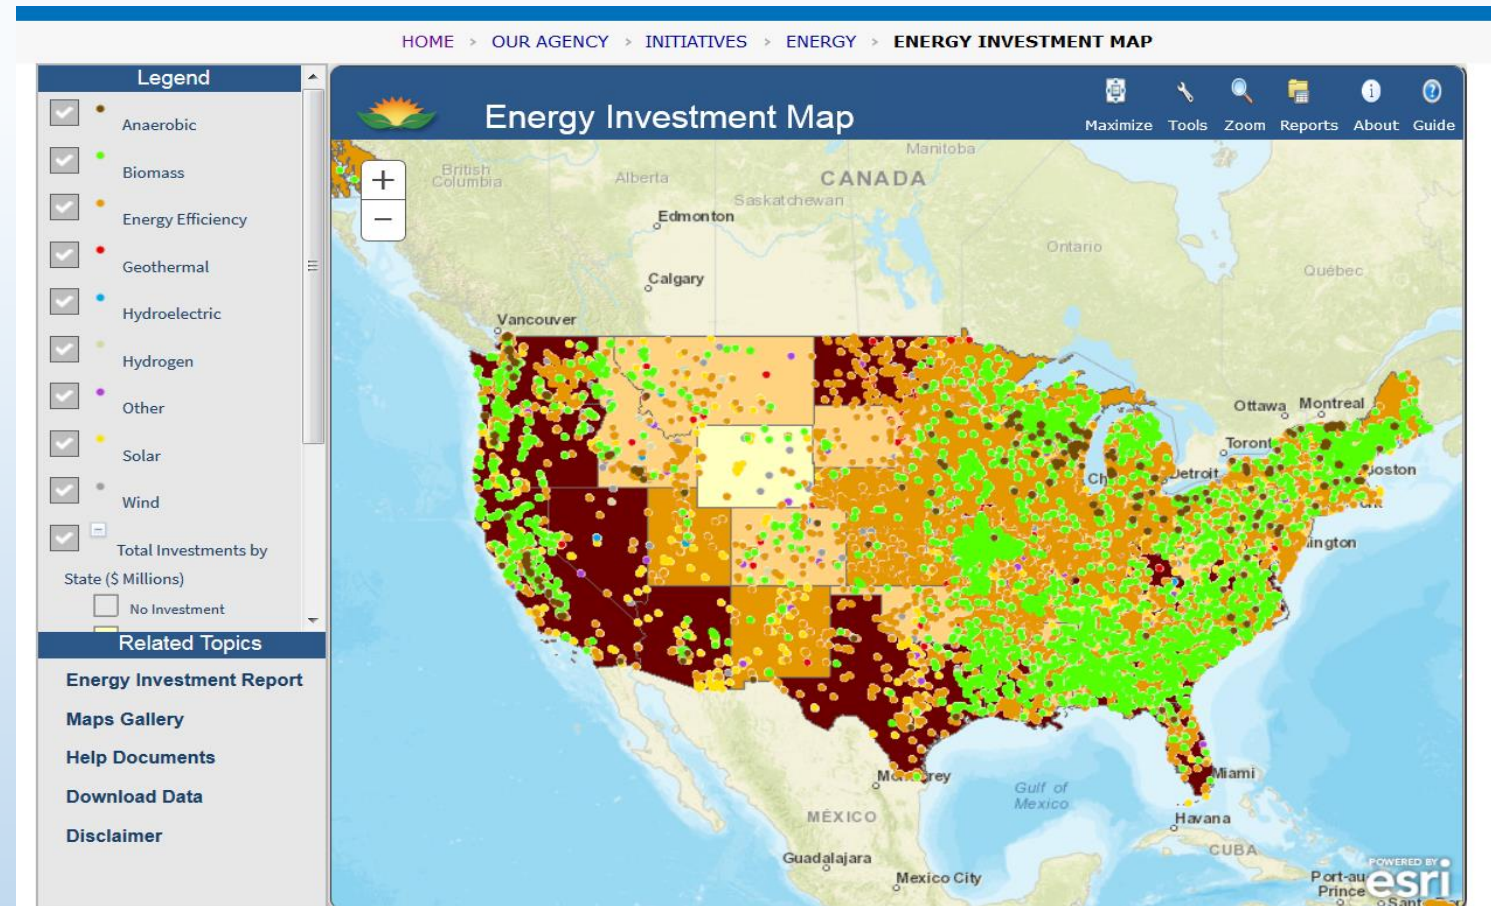 HOME > OUR AGENCY > INITIATIVES > ENERGY > ENERGY INVESTMENT MAP
Legend
Anaerobic
Biomass
Energy Efficiency
Geothermal
Hydroelectric
Hydrogen
Other
Solar
Wind
Total Investments by
State ($ Millions)
No Investment
Related Topics
Energy Investment Report
Maps Gallery
Help Documents
Download Data
Disclaimer
Energy Investment Map
Maximize Tools Zoom Reports About Guide
Manitoba
British
Columbia
Alberta
CANADA
Saskatchewan
Edmonton
Ontario
Calgary
Québec
Vancouver
Ottawa
Montreal
Toront
Detroit
Ch
oston
ington
Miami
Gulf of
Mexico
MÉXICO
Havana
CUBA
Guadalajara
Mexico City
Port-au
Prince
POWERED BY
esri